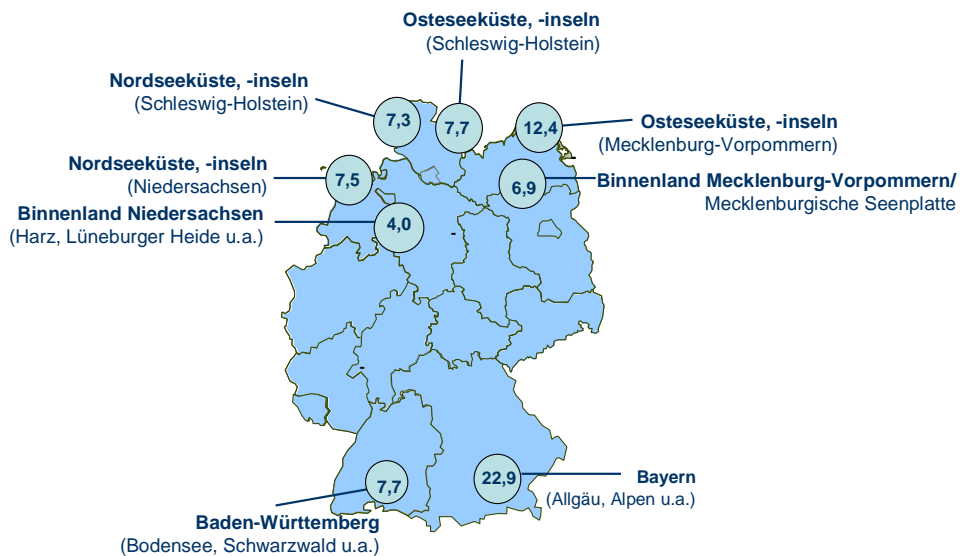 Osteseeküste, -inseln
(Schleswig-Holstein)
Nordseeküste, -inseln
(Schleswig-Holstein)
7,3
7,7
12,4
Osteseeküste, -inseln
(Mecklenburg-Vorpommern)
Nordseeküste, -inseln
(Niedersachsen)
7,5
6,9
Binnenland Mecklenburg-Vorpommern/
Mecklenburgische Seenplatte
Binnenland Niedersachsen
(Harz, Lüneburger Heide u.a.)
4,0
7,7
22,9
Bayern
(Allgäu, Alpen u.a.)
Baden-Württemberg
(Bodensee, Schwarzwald u.a.)